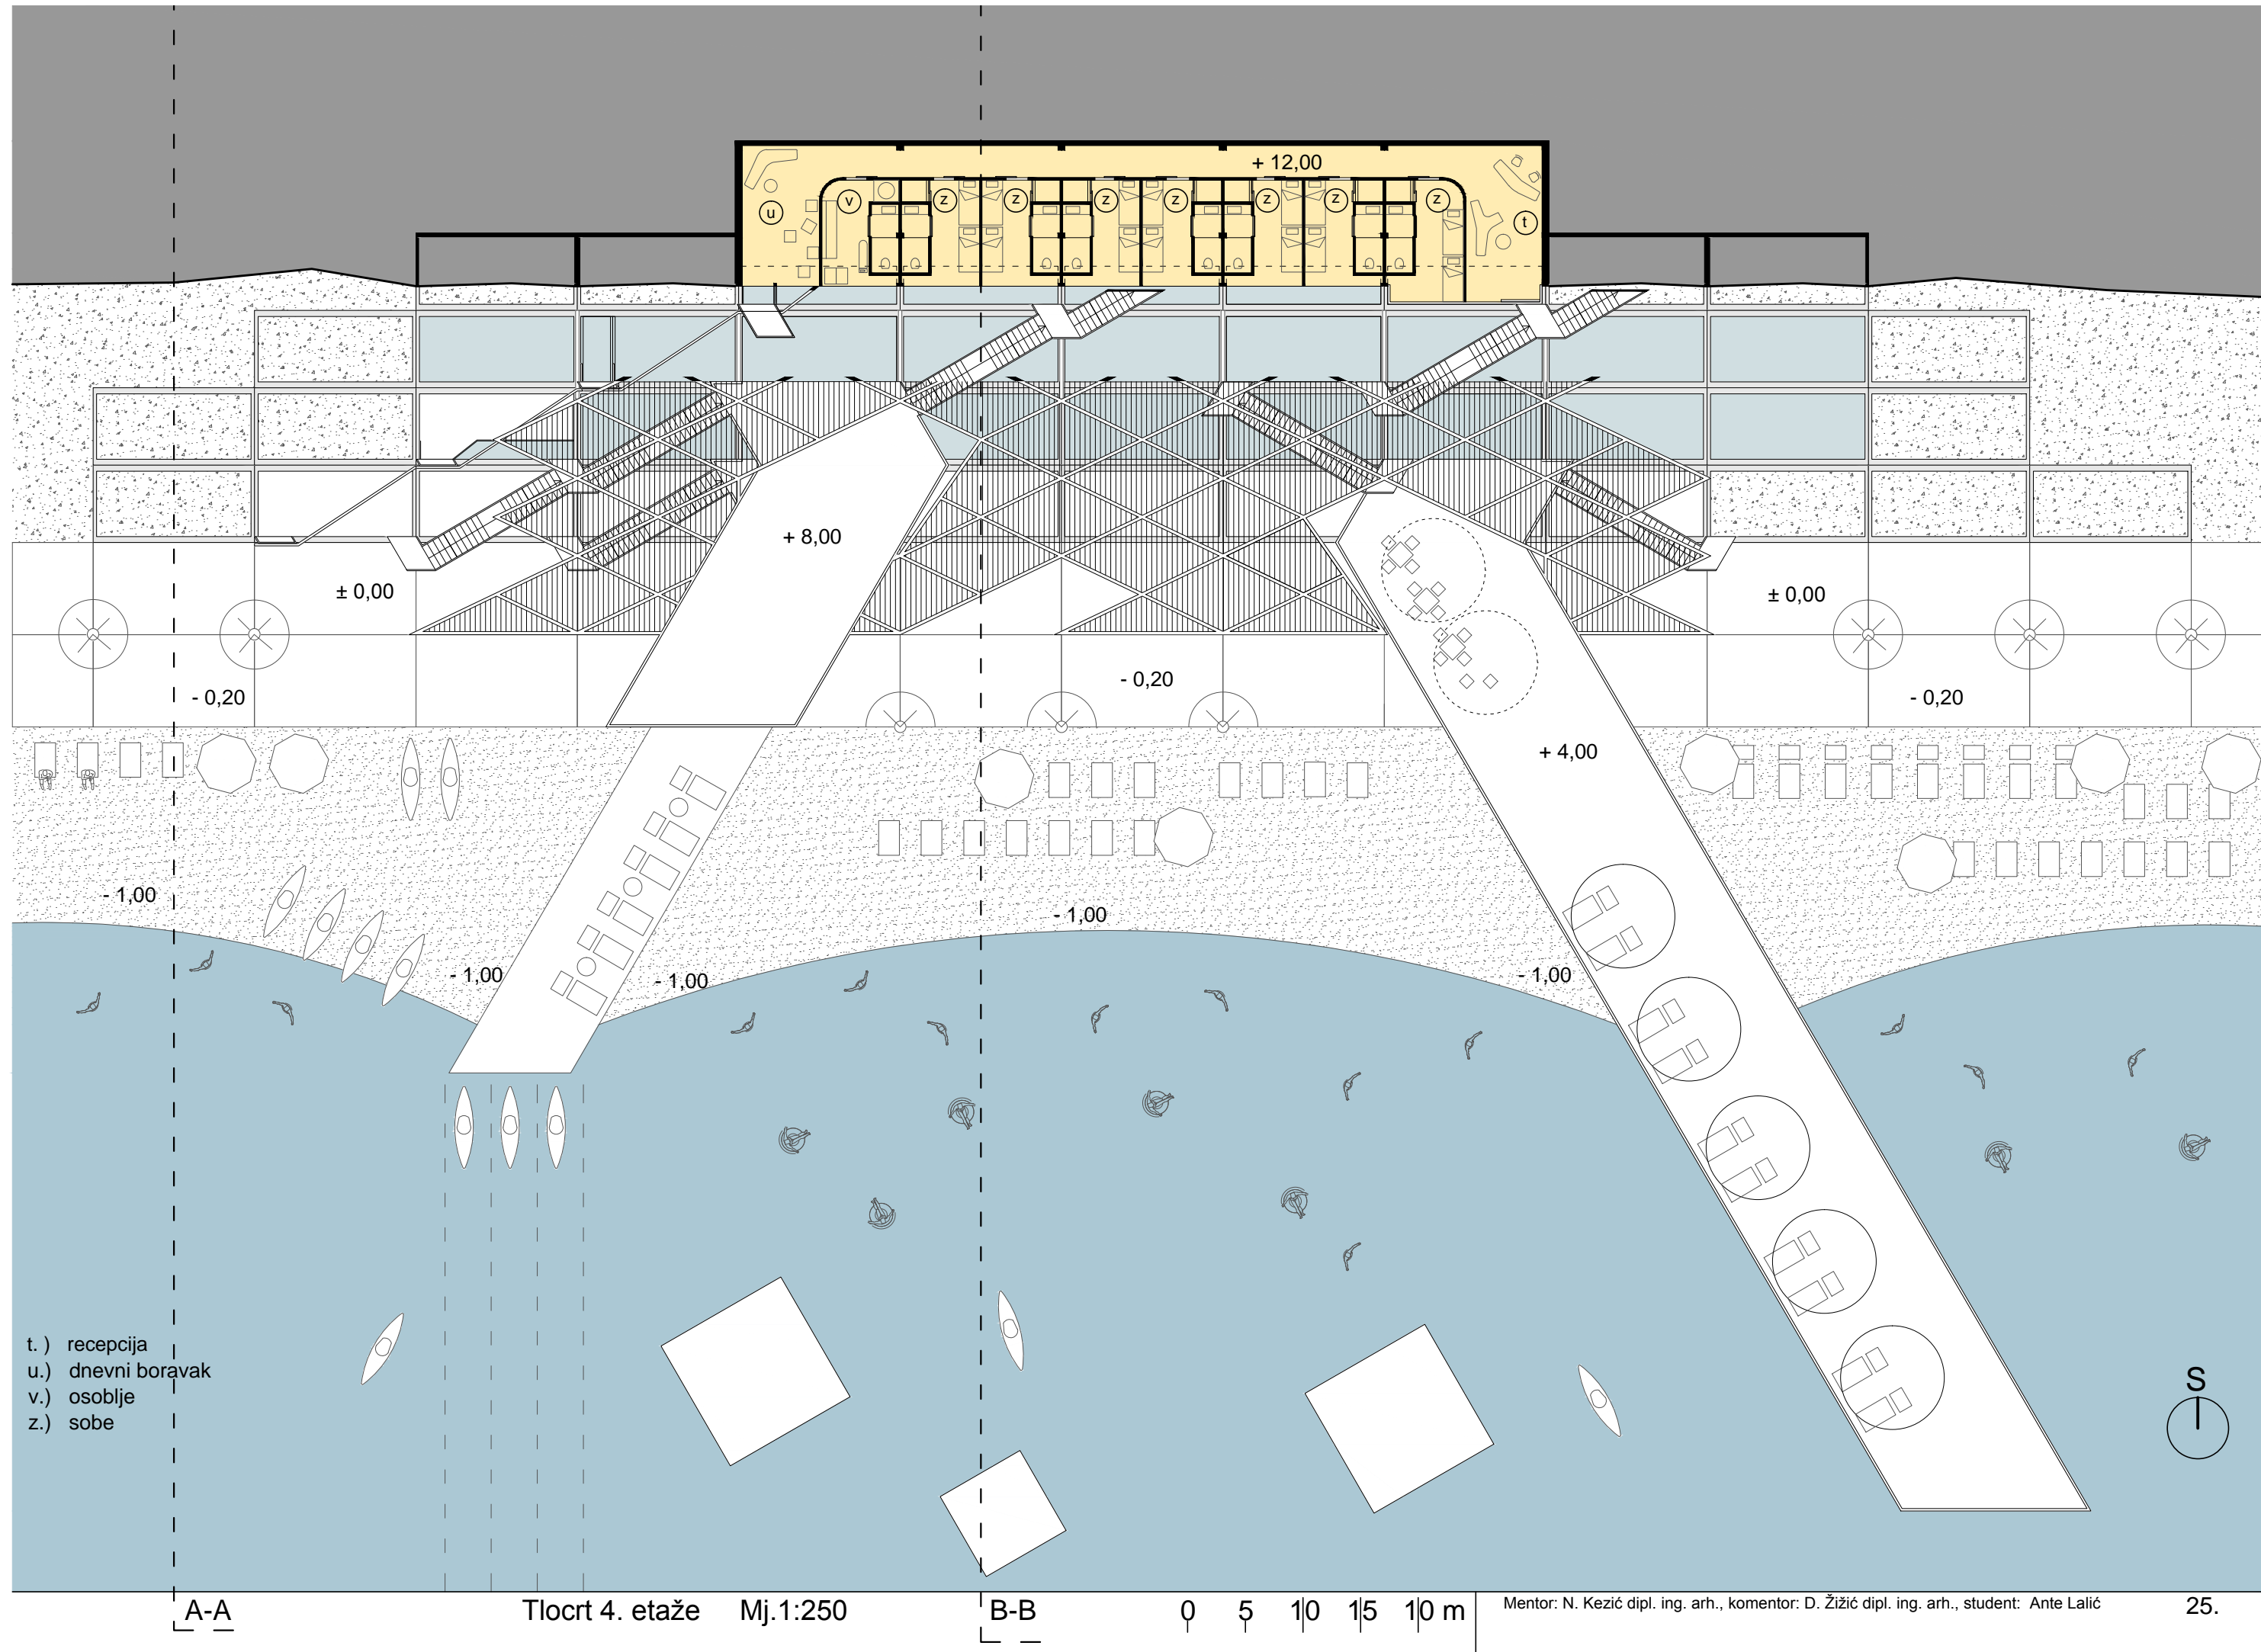 + 12,00
u
v
z
z
z
z
z
z
z
t
+ 8,00
± 0,00
± 0,00
- 0,20
- 0,20
- 0,20
+ 4,00
- 1,00
- 1,00
- 1,00
- 1,00
- 1,00
t. ) recepcija
u.) dnevni boravak
v.) osoblje
z.) sobe
S
A-A
Tlocrt 4. etaže Mj.1:250
B-B
0 5 10 15 10 m
Mentor: N. Kezić dipl. ing. arh., komentor: D. Žižić dipl. ing. arh., student: Ante Lalić
25.